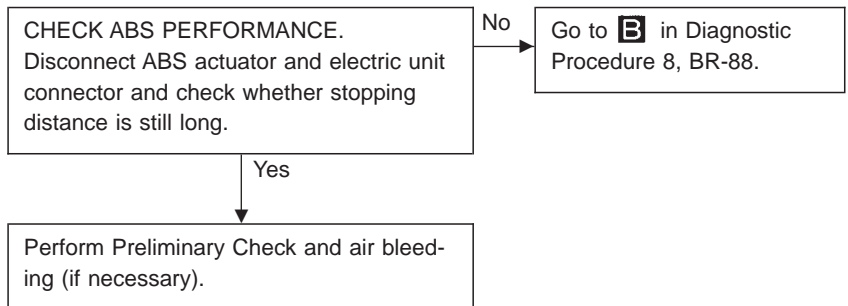 CHECK ABS PERFORMANCE.
Disconnect ABS actuator and electric unit
connector and check whether stopping
distance is still long.
No
Go to B in Diagnostic
Procedure 8, BR-88.
Yes
Perform Preliminary Check and air bleed-
ing (if necessary).